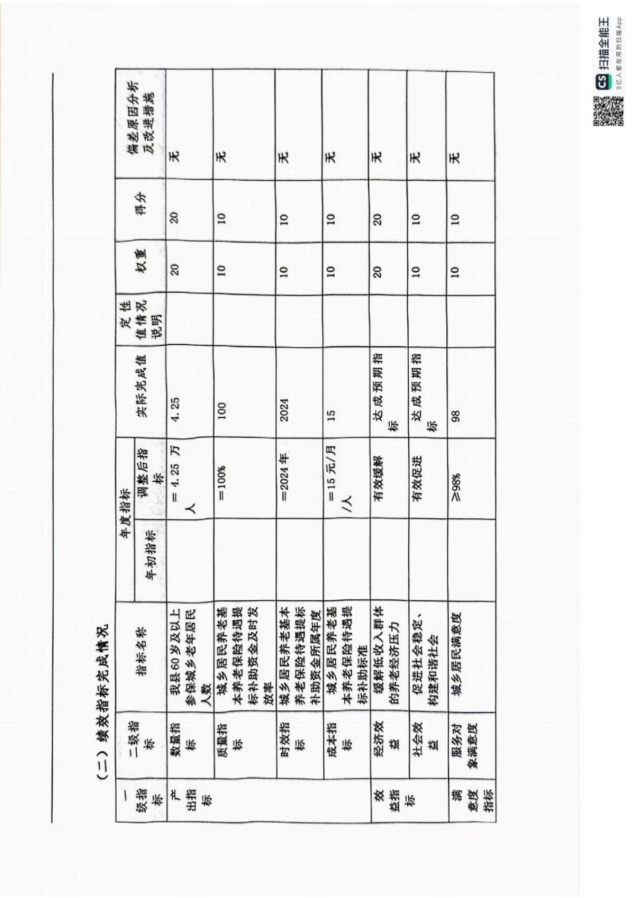 （二）绩效指标完成情况
一级指标 二级指标 指标名称 年度指标 实际完成值 定性值情况说明 权重 得分 偏差原因分析及改进措施
年初指标 调整后指标
产出指标 数量指标 我县60岁及以上参保城乡老年居民人数 ＝4.25万人 4.25 20 20 无
质量指标 城乡居民养老基本养老保险待遇提标补助资金及时发放率 ＝100% 100 10 10 无
时效指标 城乡居民养老基本养老保险待遇提标补助资金所属年度 ＝2024年 2024 10 10 无
成本指标 城乡居民养老基本养老保险待遇提标补助标准 ＝15元/月/人 15 10 10 无
效益指标 经济效益 缓解低收入群体的养老经济压力 有效缓解 达成预期指标 20 20 无
社会效益 促进社会稳定、构建和谐社会 有效促进 达成预期指标 10 10 无
满意度指标 服务对象满意度 城乡居民满意度 ≥98% 98 10 10 无
CS 扫描全能王
3亿人都在用的扫描App